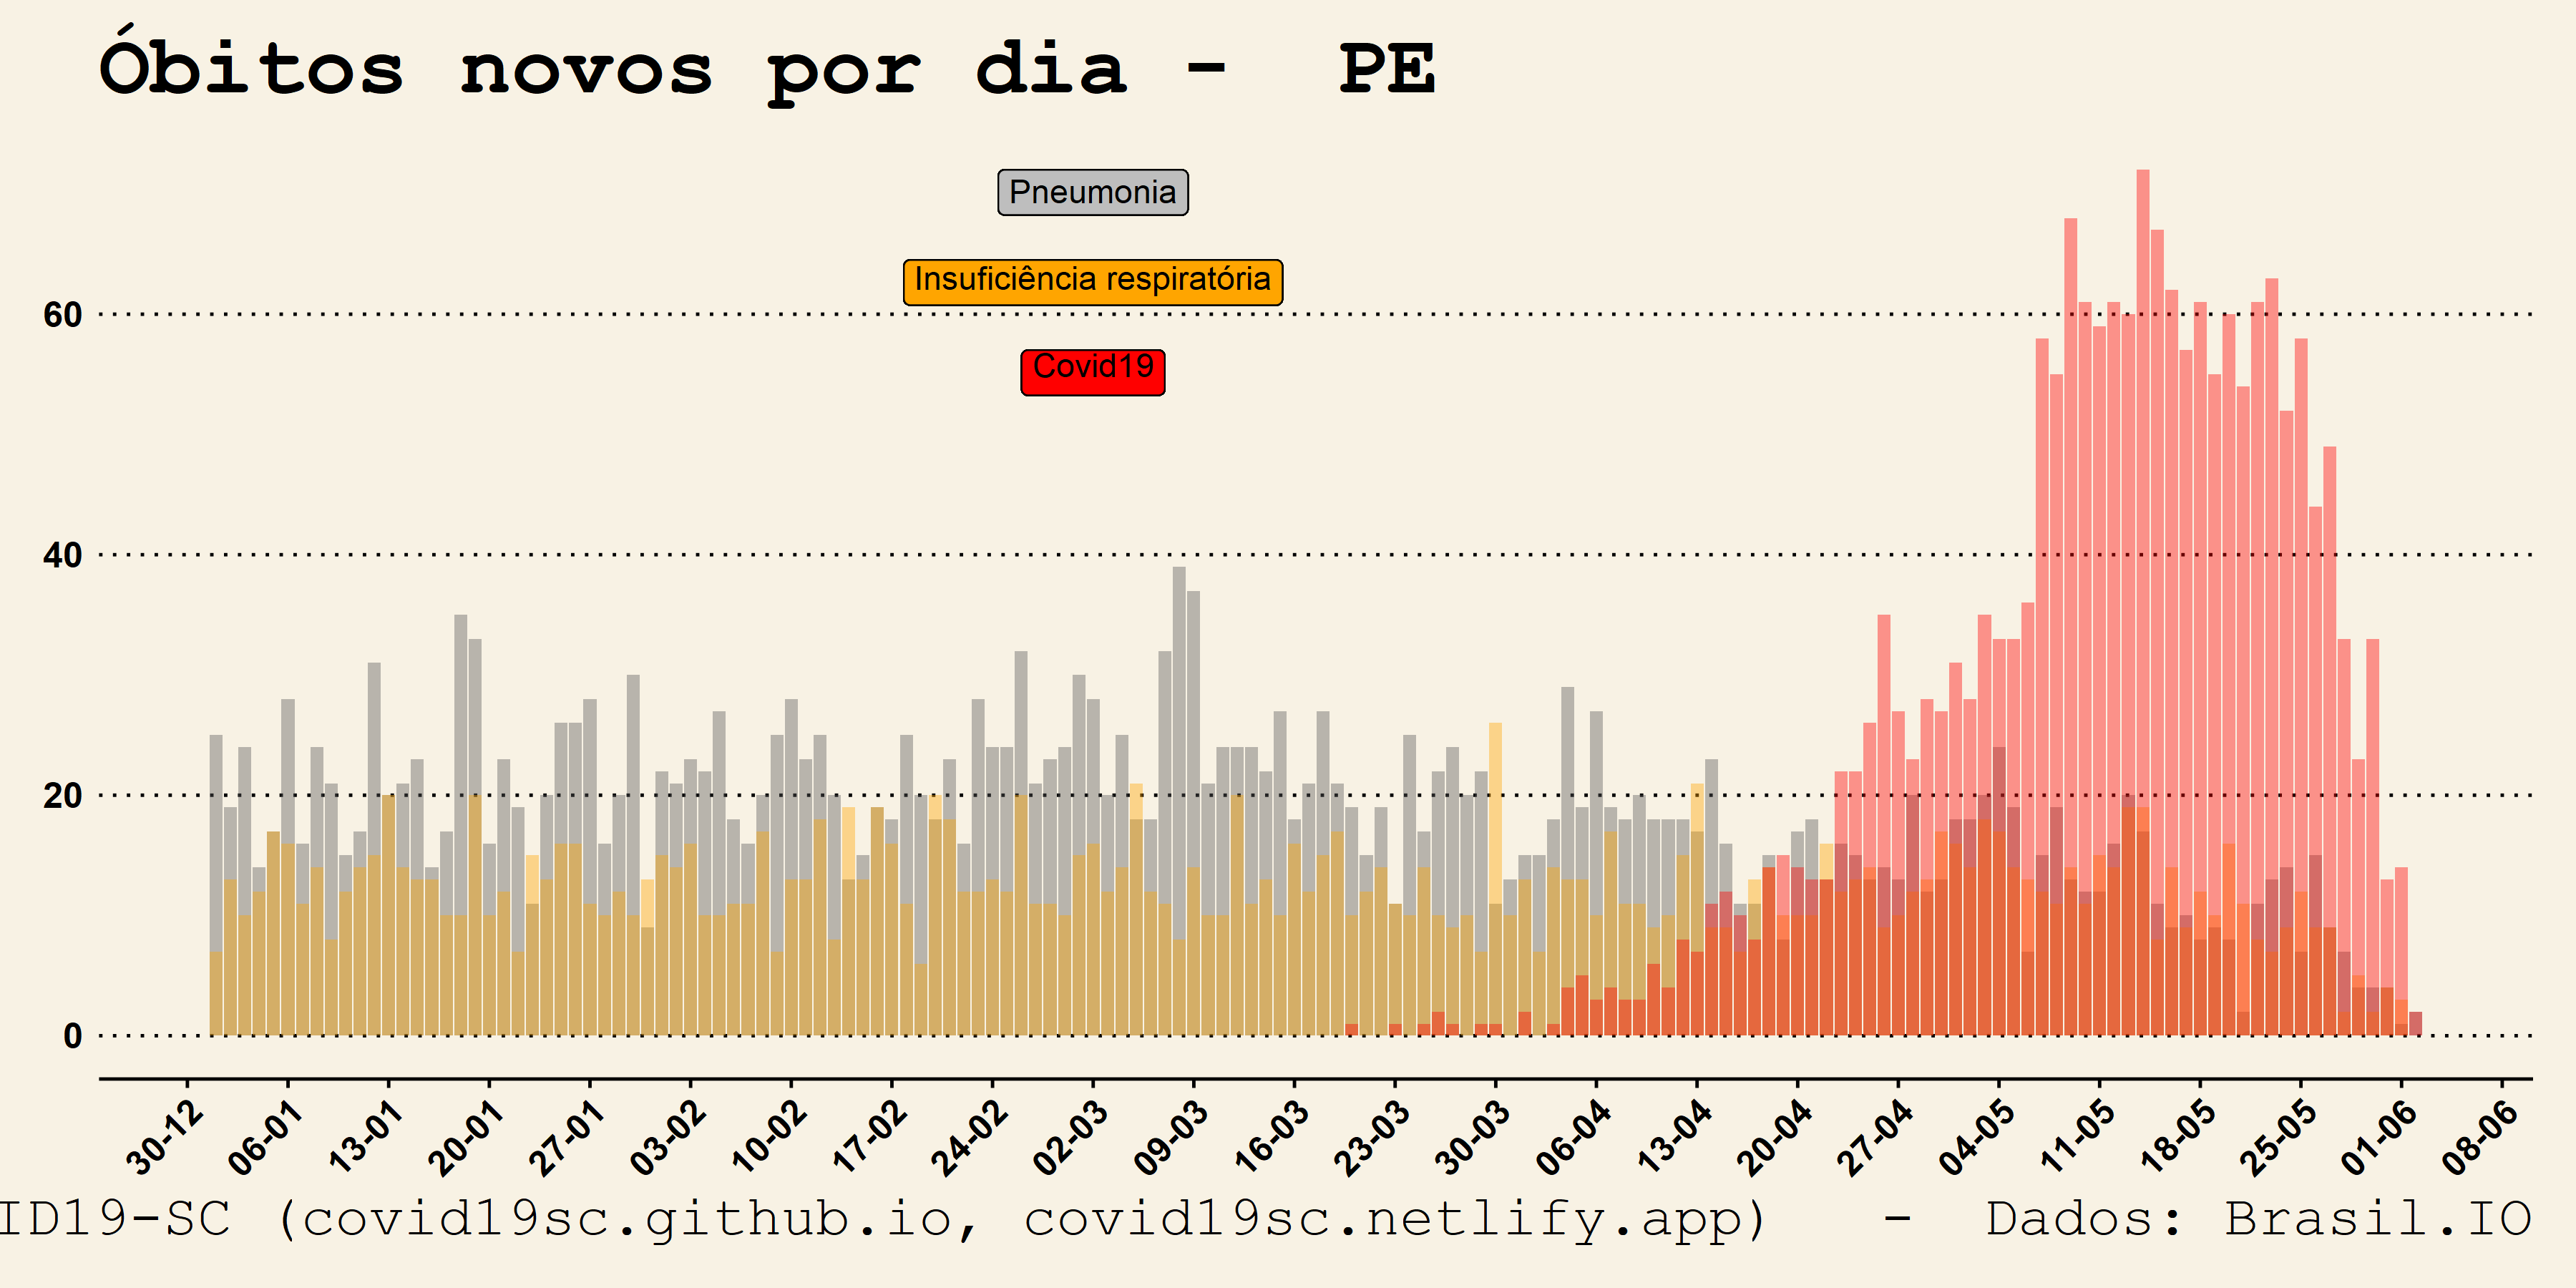 Óbitos novos por dia - PE
Pneumonia
Insuficiência respiratória
Covid19
60
40
20
0
30-12 06-01 13-01 20-01 27-01 03-02 10-02 17-02 24-02 02-03 09-03 16-03 23-03 30-03 06-04 13-04 20-04 27-04 04-05 11-05 18-05 25-05 01-06 08-06
ID19-SC (covid19sc.github.io, covid19sc.netlify.app) - Dados: Brasil.IO